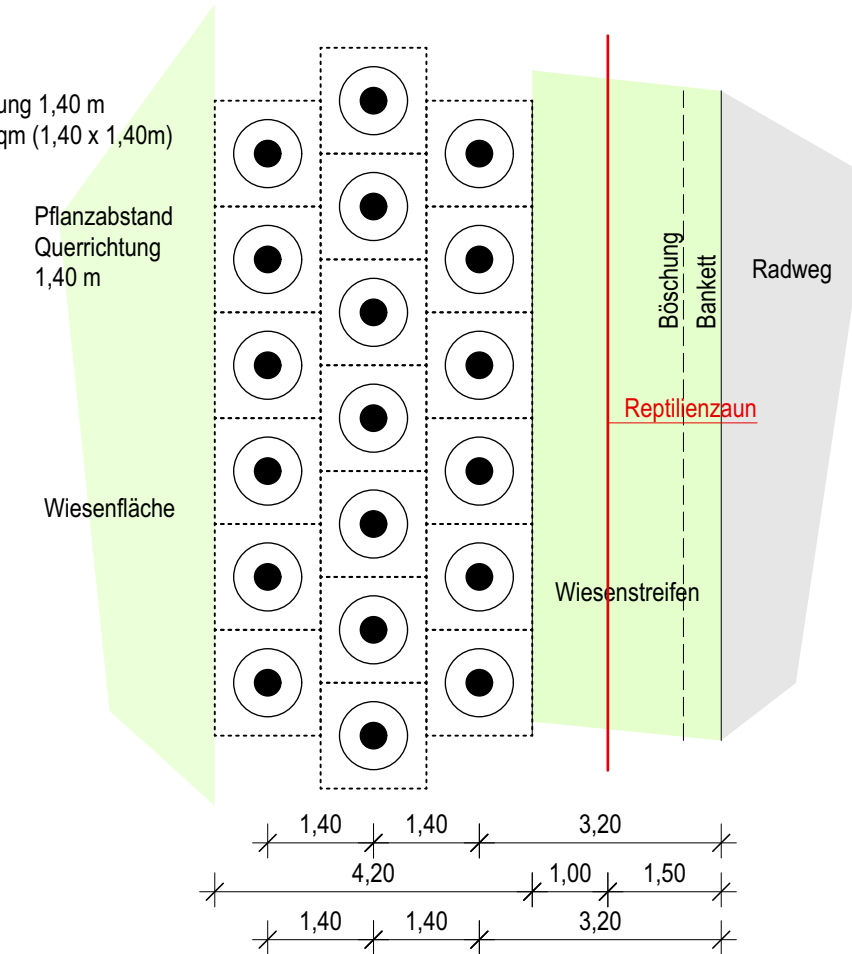 1,40 m
qm (1,40 x 1,40m)
Pflanzabstand
Querrichtung
1,40 m
Böschung
Bankett
Radweg
Reptilienzaun
Wiesenfläche
Wiesenstreifen
1,40 1,40 3,20
4,20 1,00 1,50
1,40 1,40 3,20